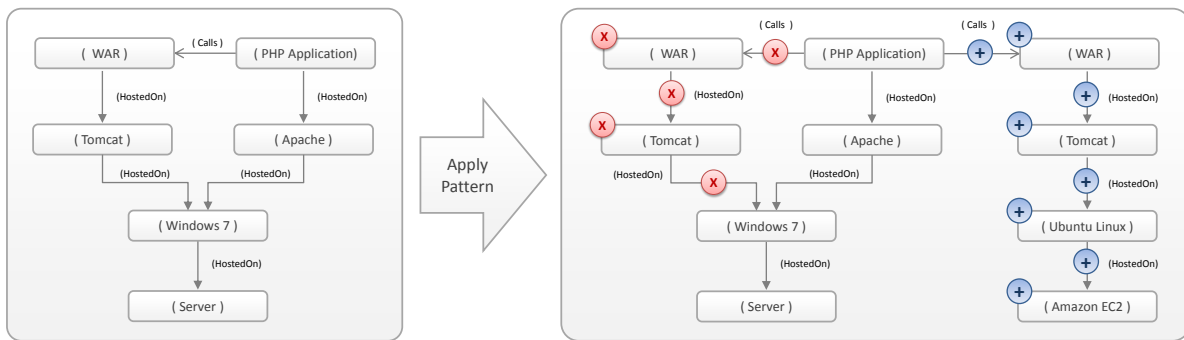 ( Calls )
( WAR )
( PHP Application)
(HostedOn)
(HostedOn)
( Tomcat )
( Apache )
(HostedOn)
(HostedOn)
( Windows 7 )
(HostedOn)
( Server )
Apply
Pattern
( Calls )
( Calls )
X
+
( WAR )
X
( PHP Application)
+
( WAR )
X
(HostedOn)
(HostedOn)
+
(HostedOn)
X
+
( Tomcat )
( Apache )
( Tomcat )
(HostedOn)
X
(HostedOn)
+
(HostedOn)
+
( Windows 7 )
( Ubuntu Linux )
(HostedOn)
+
(HostedOn)
+
( Server )
( Amazon EC2 )